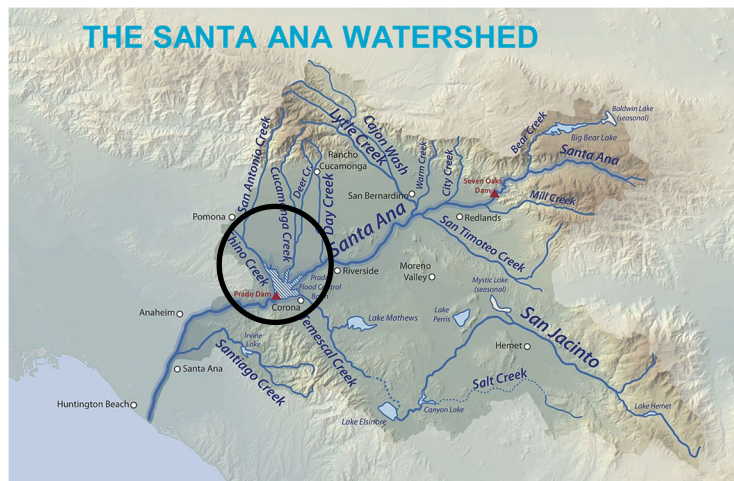 THE SANTA ANA WATERSHED
Baldwin Lake
(seasonal)
Big Bear Lake
Bear Creek
Santa Ana
Cajon Wash
Lytle Creek
San Antonio Creek
Rancho
Cucamonga
Deer Cr.
Cucamonga Creek
Day Creek
Warm Creek
City Creek
Seven Oaks
Dam
Mill Creek
San Bernardino
Redlands
Pomona
Santa Ana
San Timoteo Creek
Chino Creek
Riverside
Moreno
Valley
Prado
Flood Control
Basin
Prado Dam
Corona
Mystic Lake
(seasonal)
Anaheim
Lake Mathews
Lake
Perris
San Jacinto
Temescal Creek
Irvine
Lake
Hemet
Santa Ana
Santiago Creek
Salt Creek
Huntington Beach
Canyon Lake
Lake Hemet
Lake Elsinore